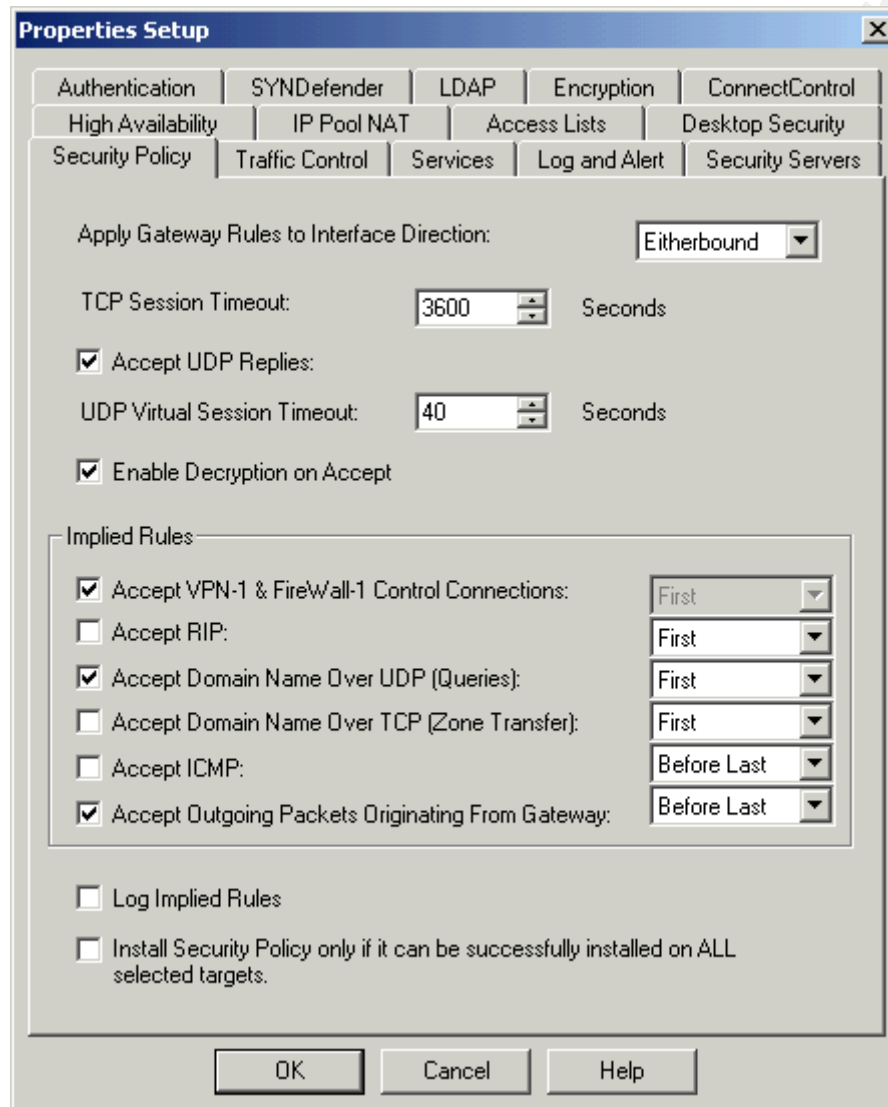 Properties Setup
Authentication
SYNDefender
LDAP
Encryption
ConnectControl
High Availability
IP Pool NAT
Access Lists
Desktop Security
Security Policy
Traffic Control
Services
Log and Alert
Security Servers
Apply Gateway Rules to Interface Direction:
Eitherbound
TCP Session Timeout:
3600
Seconds
Accept UDP Replies:
UDP Virtual Session Timeout:
40
Seconds
Enable Decryption on Accept
Implied Rules
Accept VPN-1 & FireWall-1 Control Connections:
First
Accept RIP:
First
Accept Domain Name Over UDP (Queries):
First
Accept Domain Name Over TCP (Zone Transfer):
First
Accept ICMP:
Before Last
Accept Outgoing Packets Originating From Gateway:
Before Last
Log Implied Rules
Install Security Policy only if it can be successfully installed on ALL
selected targets.
OK
Cancel
Help